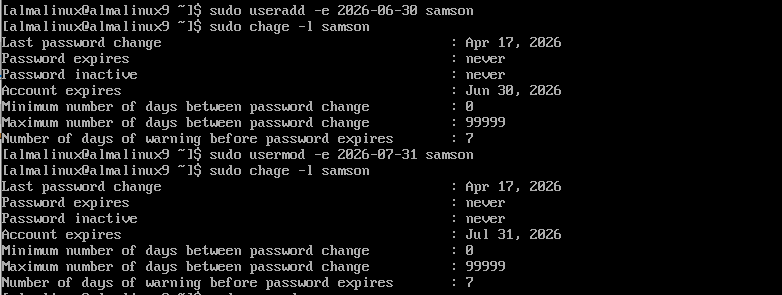 [almalinux@almalinux9 ~]$ sudo useradd -e 2026-06-30 samson
[almalinux@almalinux9 ~]$ sudo chage -l samson
Last password change : Apr 17, 2026
Password expires : never
Password inactive : never
Account expires : Jun 30, 2026
Minimum number of days between password change : 0
Maximum number of days between password change : 99999
Number of days of warning before password expires : 7
[almalinux@almalinux9 ~]$ sudo usermod -e 2026-07-31 samson
[almalinux@almalinux9 ~]$ sudo chage -l samson
Last password change : Apr 17, 2026
Password expires : never
Password inactive : never
Account expires : Jul 31, 2026
Minimum number of days between password change : 0
Maximum number of days between password change : 99999
Number of days of warning before password expires : 7